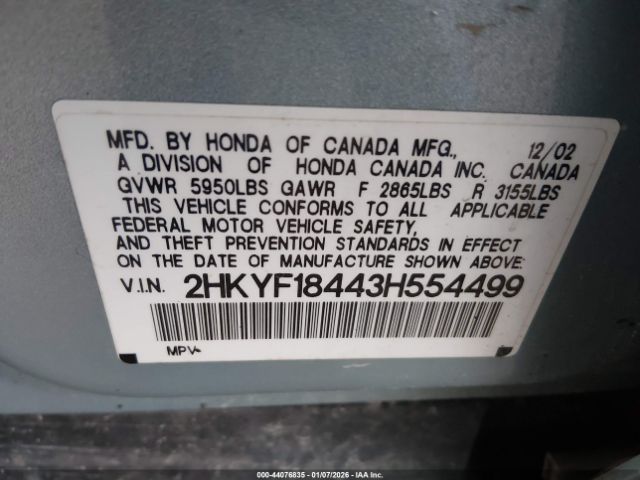 MFD. BY HONDA OF CANADA MFG., 12/02
A DIVISION OF HONDA CANADA INC. CANADA
GVWR 5950LBS GAWR F 2865LBS R 3155LBS
THIS VEHICLE CONFORMS TO ALL APPLICABLE
FEDERAL MOTOR VEHICLE SAFETY,
AND THEFT PREVENTION STANDARDS IN EFFECT
ON THE DATE OF MANUFACTURE SHOWN ABOVE.
V.I.N. 2HKYF18443H554499
MPV
000-44076835 - 01/07/2026 - IAA Inc.